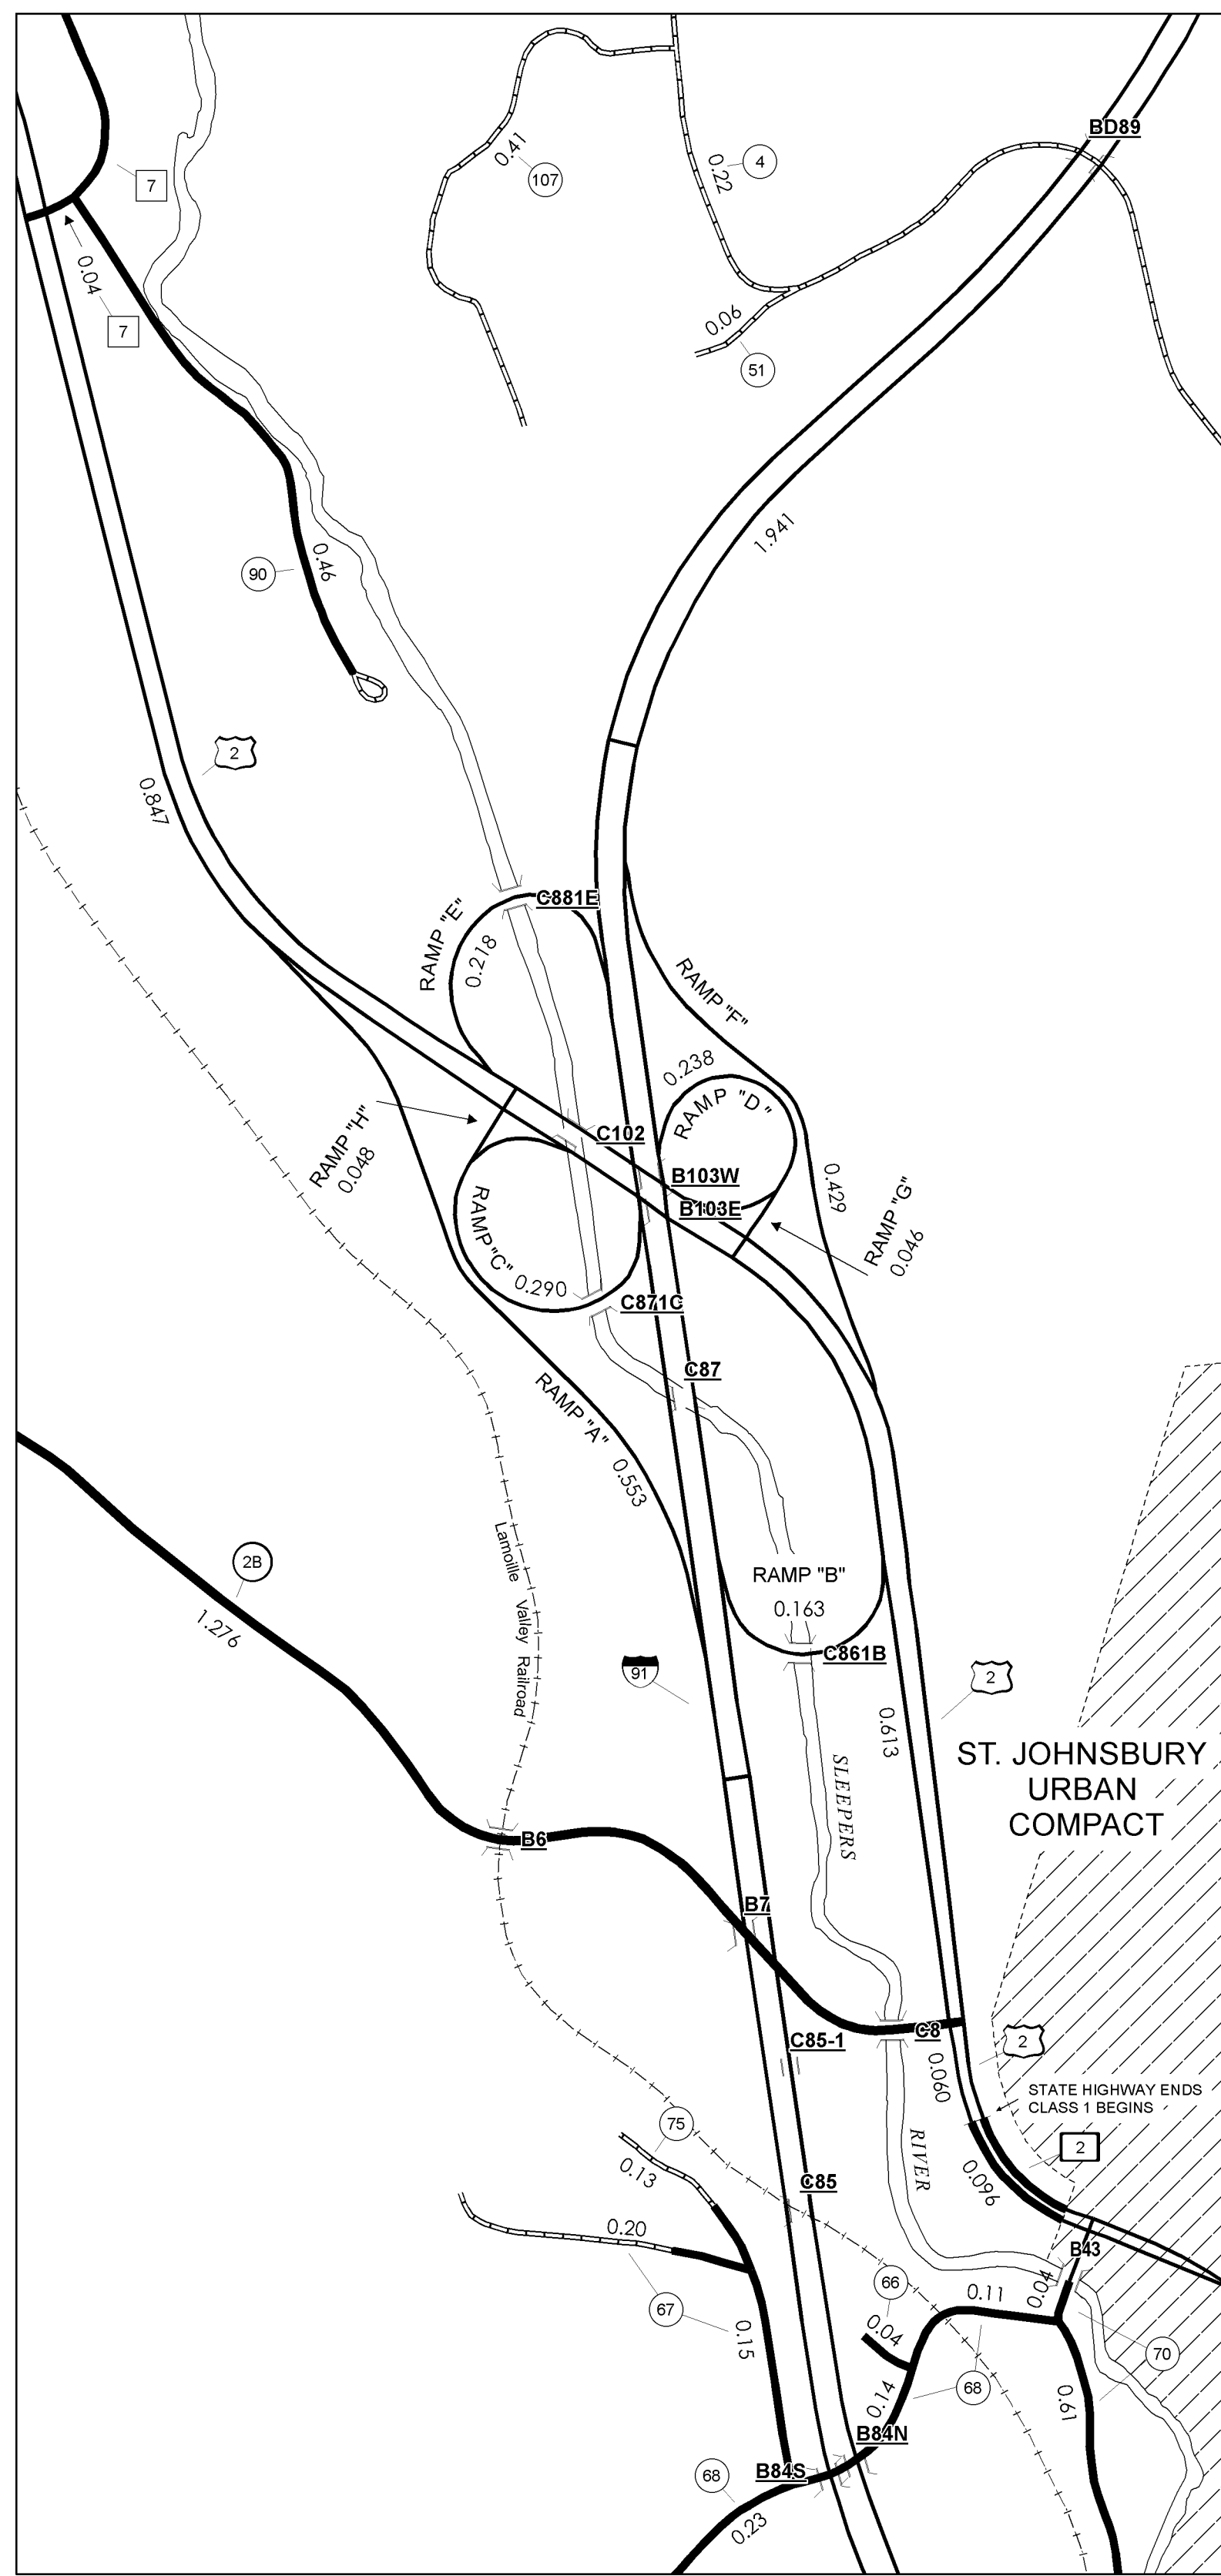 BD89
7
0.41
107
0.22
4
0.04
7
0.06
51
1.941
0.46
90
2
0.847
C881E
RAMP "E"
0.218
RAMP "F"
0.238
RAMP "D"
C102
RAMP "H"
0.048
B103W
B103E
0.429
RAMP "G"
0.046
RAMP "C"
0.290
C871C
C87
RAMP "A"
0.553
Lamoille Valley Railroad
2B
1.276
RAMP "B"
0.163
C861B
91
2
0.613
ST. JOHNSBURY
URBAN
COMPACT
SLEEPERS
B6
B7
C8
C85-1
2
0.060
STATE HIGHWAY ENDS
CLASS 1 BEGINS
2
75
0.13
RIVER
0.096
C85
0.20
B43
66
0.11
0.04
67
0.15
0.04
70
68
0.14
0.61
B84N
B84S
68
0.23